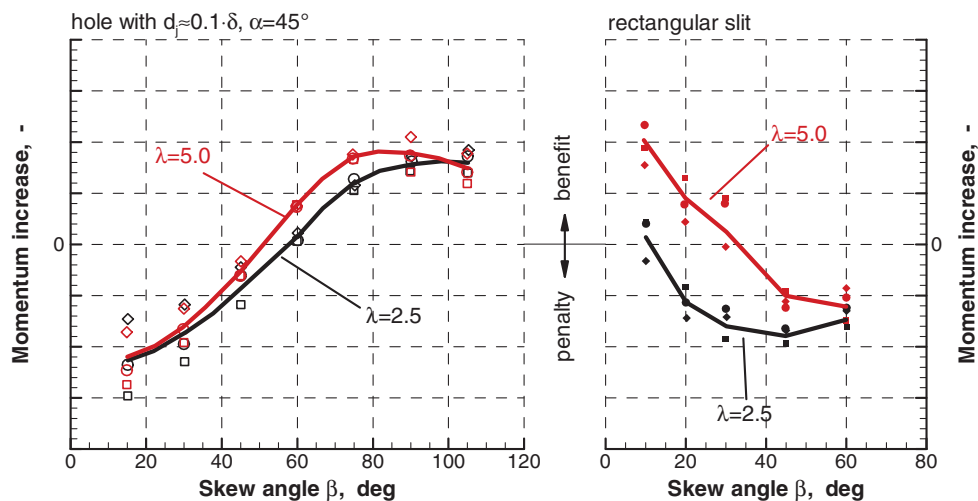 hole with dj≈0.1·δ, α=45°
rectangular slit
Momentum increase, -
0
λ=5.0
λ=2.5
0 20 40 60 80 100 120
Skew angle β, deg
benefit
penalty
λ=5.0
λ=2.5
0 20 40 60 80
Skew angle β, deg
0
Momentum increase, -